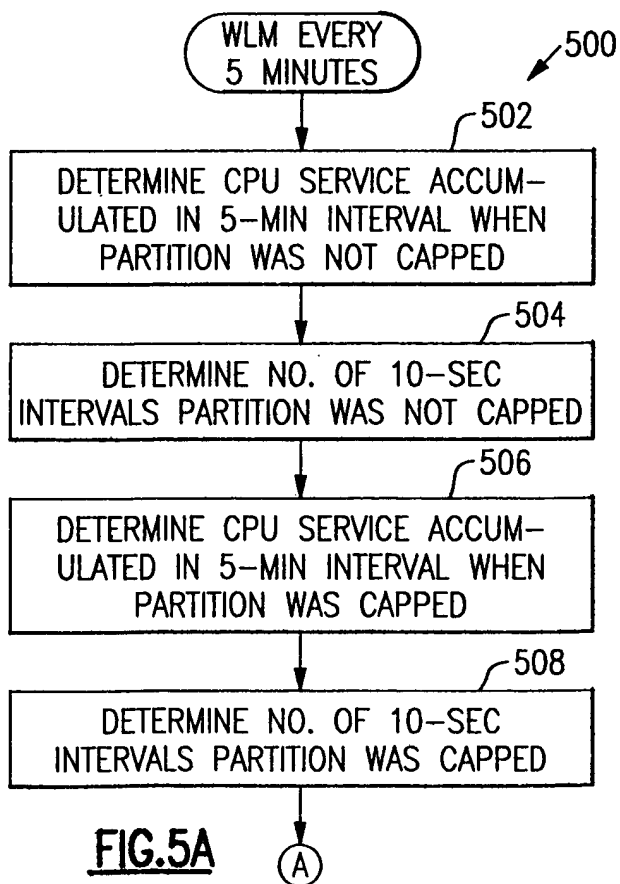 WLM EVERY
5 MINUTES
500
502
DETERMINE CPU SERVICE ACCUM-
ULATED IN 5-MIN INTERVAL WHEN
PARTITION WAS NOT CAPPED
504
DETERMINE NO. OF 10-SEC
INTERVALS PARTITION WAS NOT CAPPED
506
DETERMINE CPU SERVICE ACCUM-
ULATED IN 5-MIN INTERVAL WHEN
PARTITION WAS CAPPED
508
DETERMINE NO. OF 10-SEC
INTERVALS PARTITION WAS CAPPED
FIG.5A
A